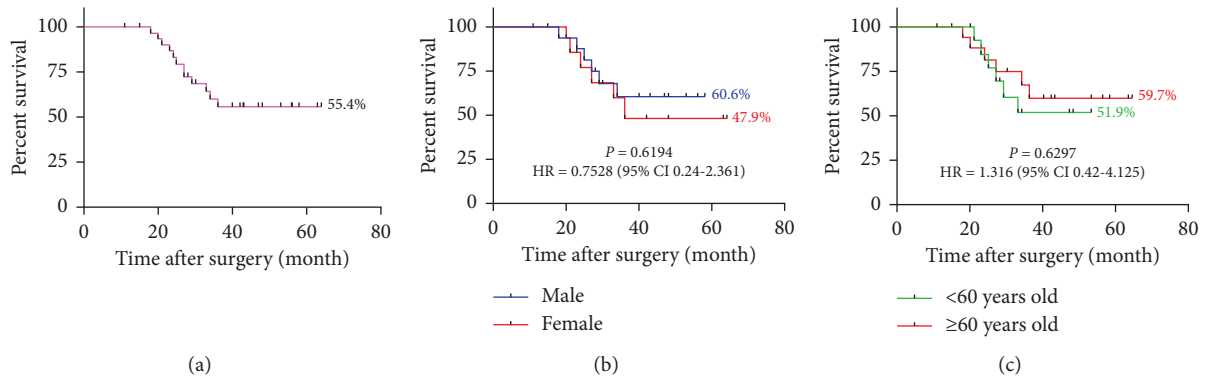 100
75
50
25
0
Percent survival
55.4%
0 20 40 60 80
Time after surgery (month)
(a)
100
75
50
25
0
Percent survival
60.6%
47.9%
P = 0.6194
HR = 0.7528 (95% CI 0.24-2.361)
0 20 40 60 80
Time after surgery (month)
Male
Female
(b)
100
75
50
25
0
Percent survival
59.7%
51.9%
P = 0.6297
HR = 1.316 (95% CI 0.42-4.125)
0 20 40 60 80
Time after surgery (month)
<60 years old
≥60 years old
(c)